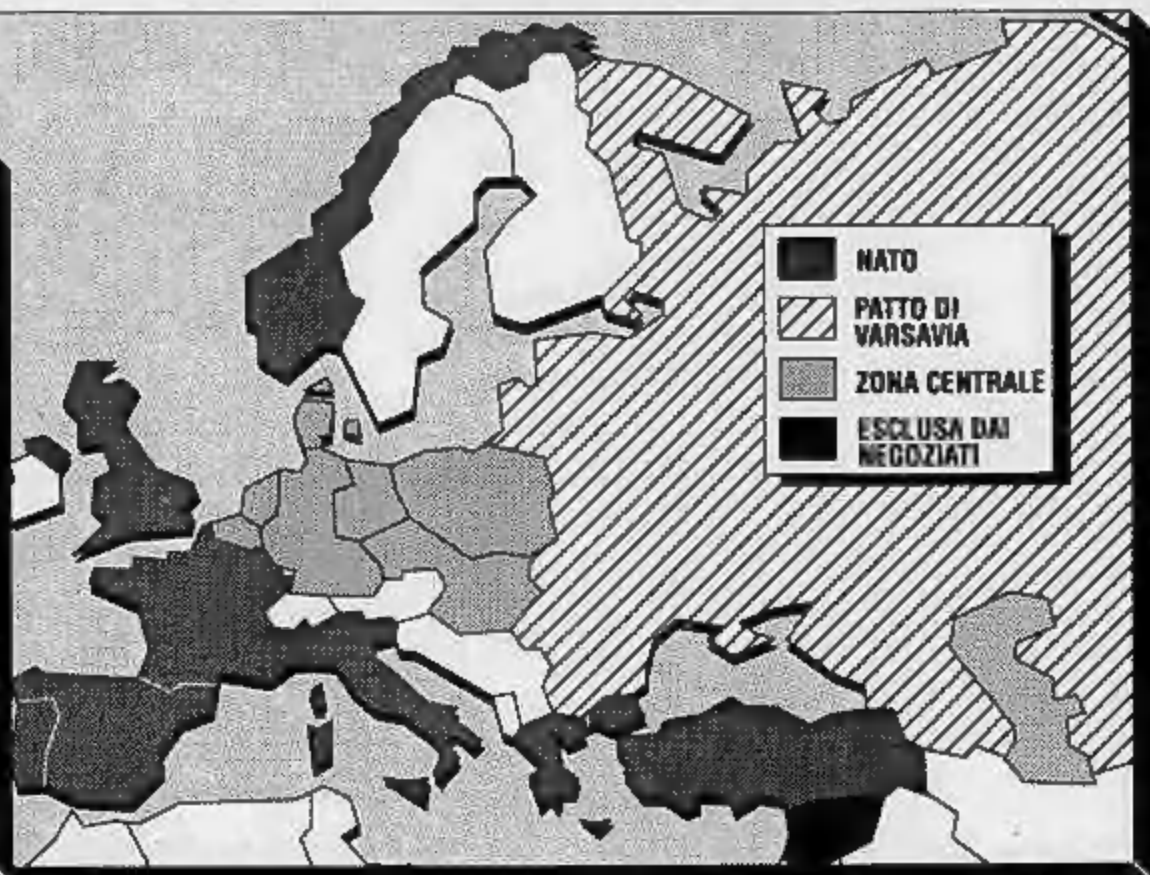 NATO
PATTO DI
VARSAVIA
ZONA CENTRALE
ESCLUSA DAI
NEGOZIATI